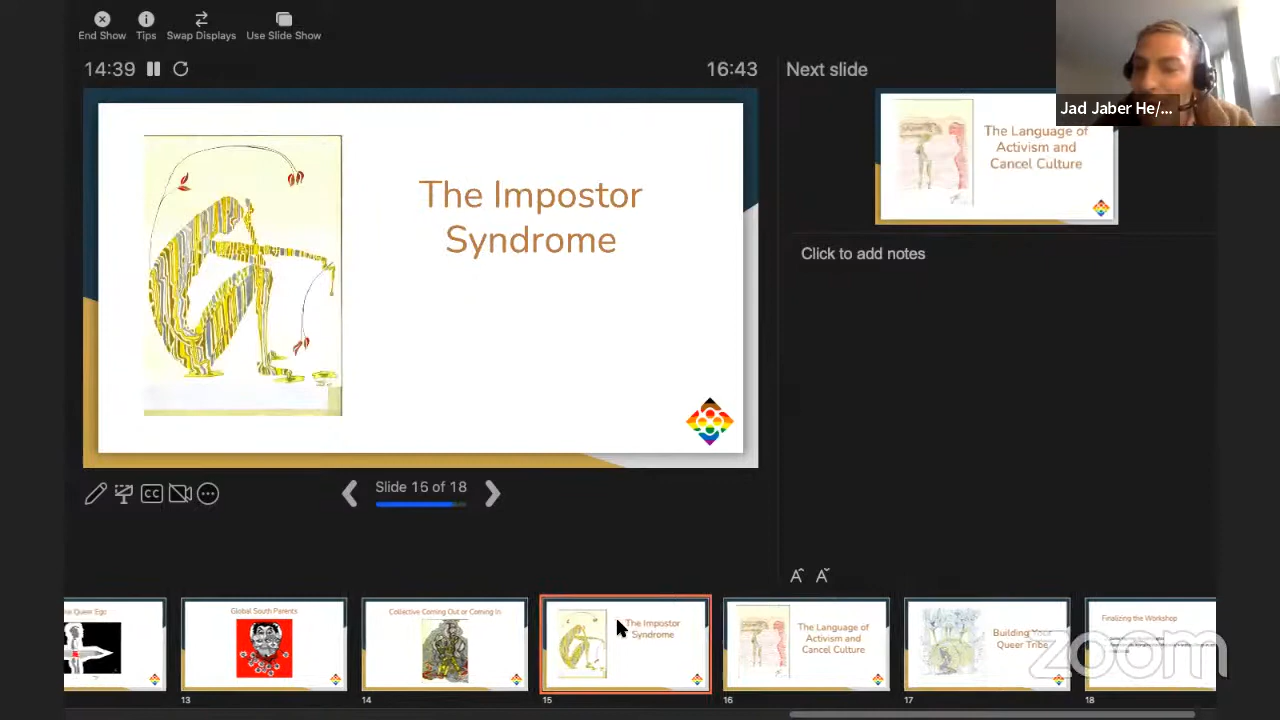 End Show
Tips
Swap Displays
Use Slide Show
14:39
16:43
Next slide
Jad Jaber He/...
The Impostor
Syndrome
The Language of
Activism and
Cancel Culture
Click to add notes
CC
Slide 15 of 18
A A
Queer Ego
Global South Parents
13
Collective Coming Out or Coming In
14
The Impostor
Syndrome
15
The Language of
Activism and
Cancel Culture
16
Building Your
Queer Tribe
17
Finalizing the Workshop
18
zoom